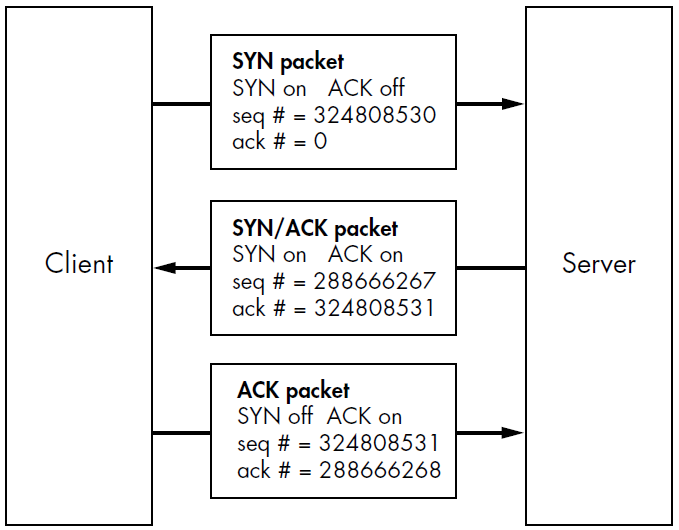 SYN packet
SYN on ACK off
seq # = 324808530
ack # = 0
Client
SYN/ACK packet
SYN on ACK on
seq # = 288666267
ack # = 324808531
Server
ACK packet
SYN off ACK on
seq # = 324808531
ack # = 288666268